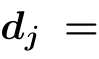 d_j =